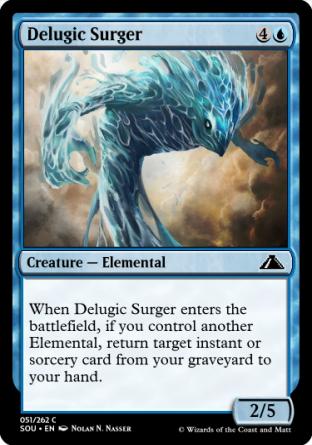 Delugic Surger 4
Creature — Elemental
When Delugic Surger enters the
battlefield, if you control another
Elemental, return target instant or
sorcery card from your graveyard to
your hand.
2/5
051/262 C
SOU • EN Nolan N. Nasser
© Wizards of the Coast and Matt